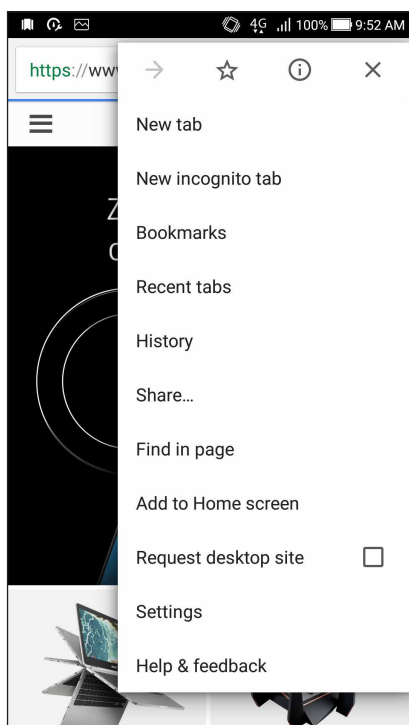 4G 100% 9:52 AM
https://www
New tab
New incognito tab
Bookmarks
Recent tabs
History
Share...
Find in page
Add to Home screen
Request desktop site
Settings
Help & feedback